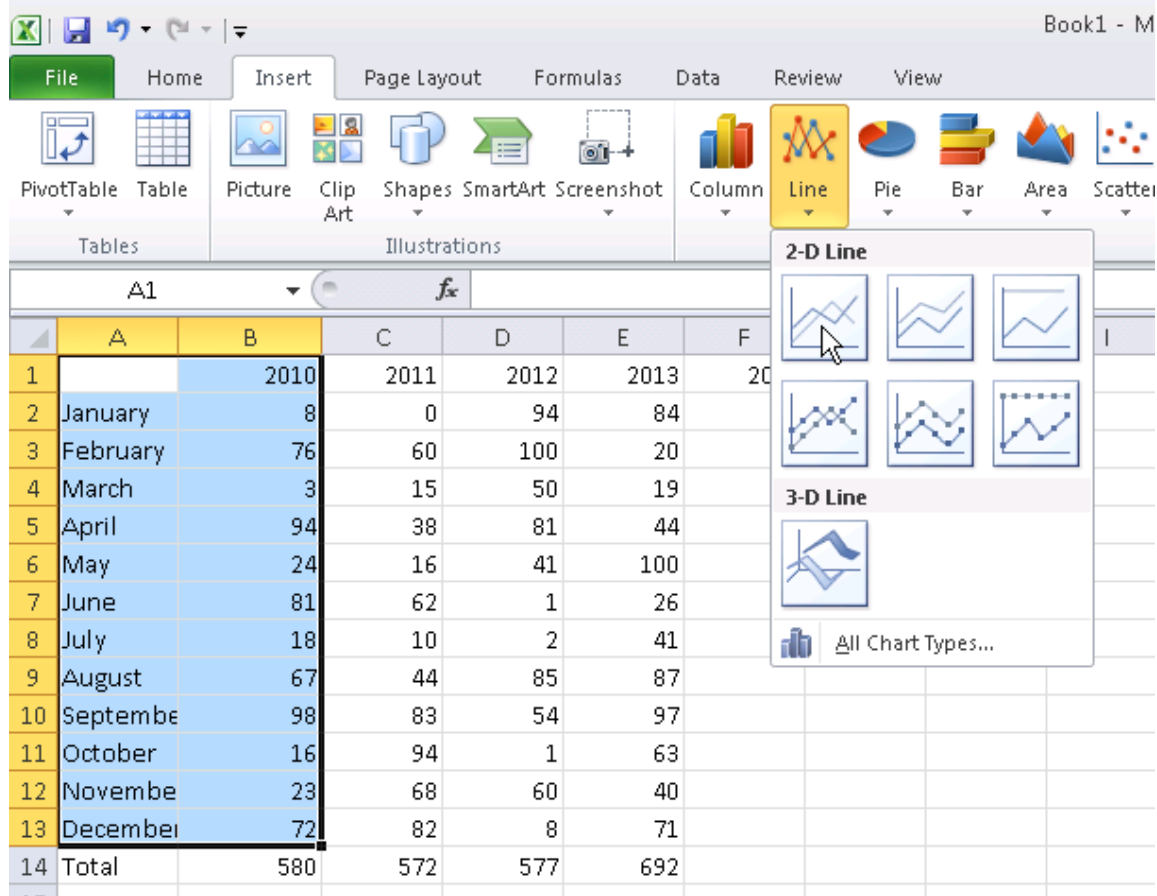 Book1 - M
File Home Insert Page Layout Formulas Data Review View
PivotTable Table Picture Clip Art Shapes SmartArt Screenshot Column Line Pie Bar Area Scatter
Tables Illustrations
2-D Line
A1 fx
A B C D E F I
1 2010 2011 2012 2013 20
2 January 8 0 94 84
3 February 76 60 100 20
4 March 3 15 50 19
3-D Line
5 April 94 38 81 44
6 May 24 16 41 100
7 June 81 62 1 26
8 July 18 10 2 41
All Chart Types...
9 August 67 44 85 87
10 Septembe 98 83 54 97
11 October 16 94 1 63
12 Novembe 23 68 60 40
13 December 72 82 8 71
14 Total 580 572 577 692